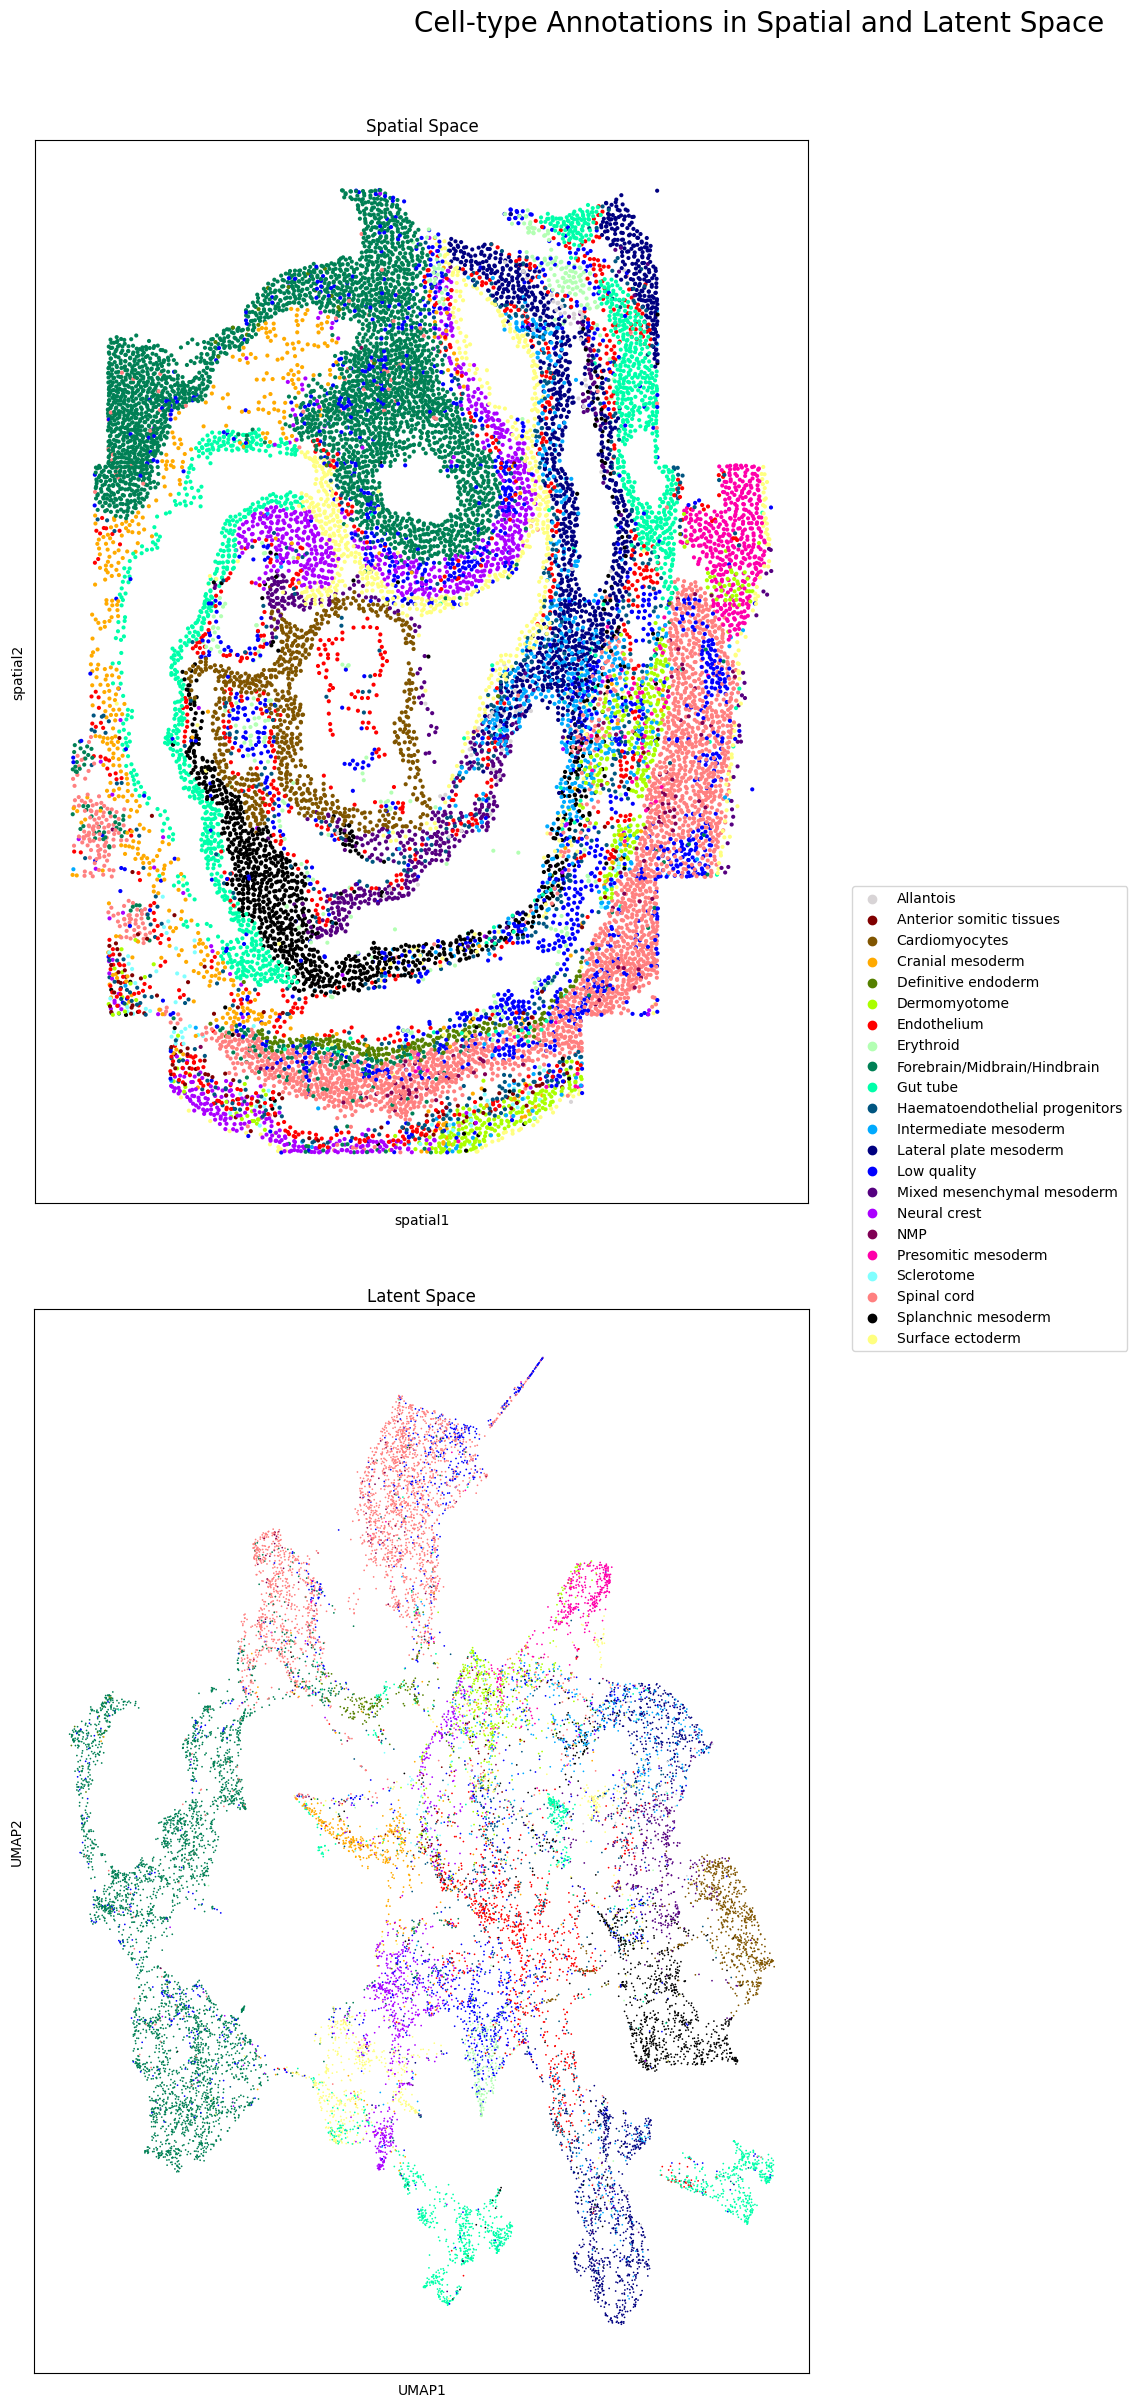 Cell-type Annotations in Spatial and Latent Space
Spatial Space
spatial2
spatial1
Allantois
Anterior somitic tissues
Cardiomyocytes
Cranial mesoderm
Definitive endoderm
Dermomyotome
Endothelium
Erythroid
Forebrain/Midbrain/Hindbrain
Gut tube
Haematoendothelial progenitors
Intermediate mesoderm
Lateral plate mesoderm
Low quality
Mixed mesenchymal mesoderm
Neural crest
NMP
Presomitic mesoderm
Sclerotome
Spinal cord
Splanchnic mesoderm
Surface ectoderm
Latent Space
UMAP2
UMAP1